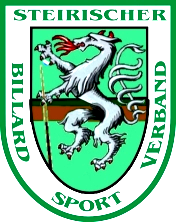 STEIRISCHER
BILLARD
SPORT
VERBAND